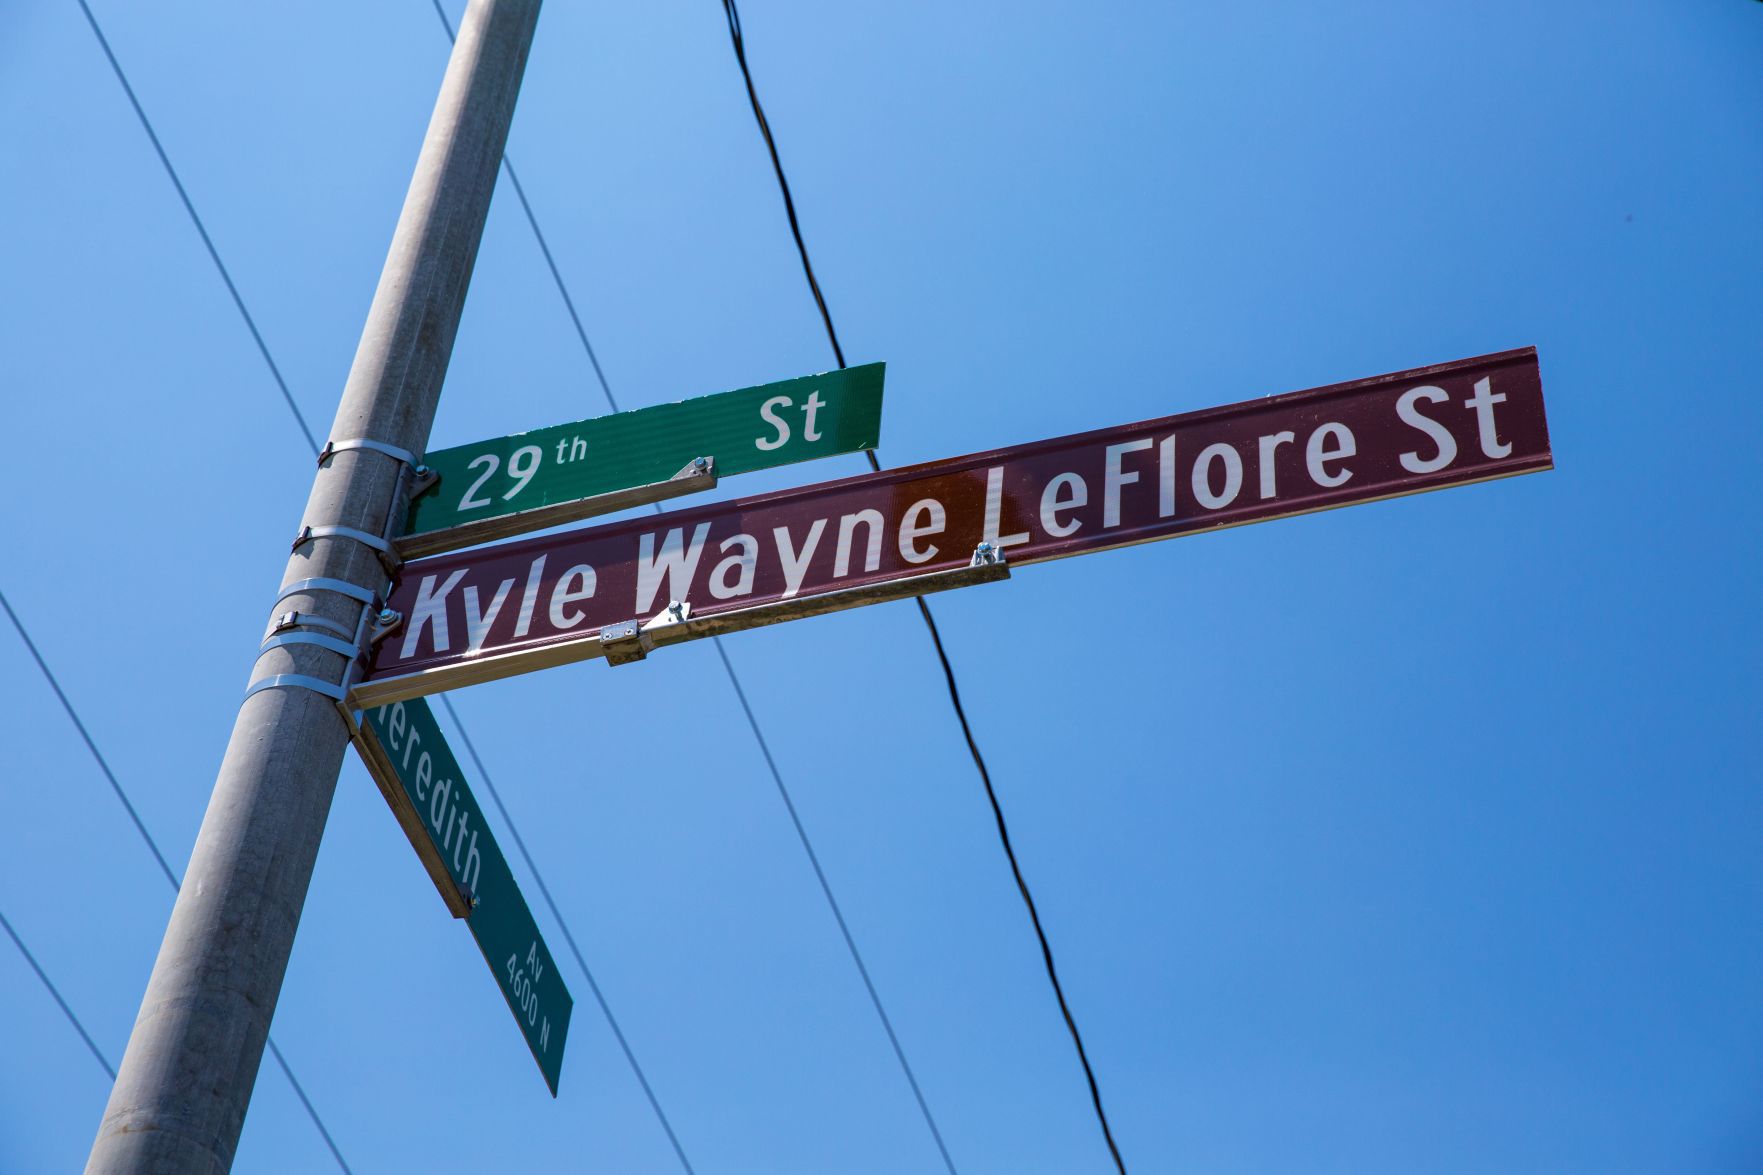 29th St
Kyle Wayne LeFlore St
eredith
Av
4600 N